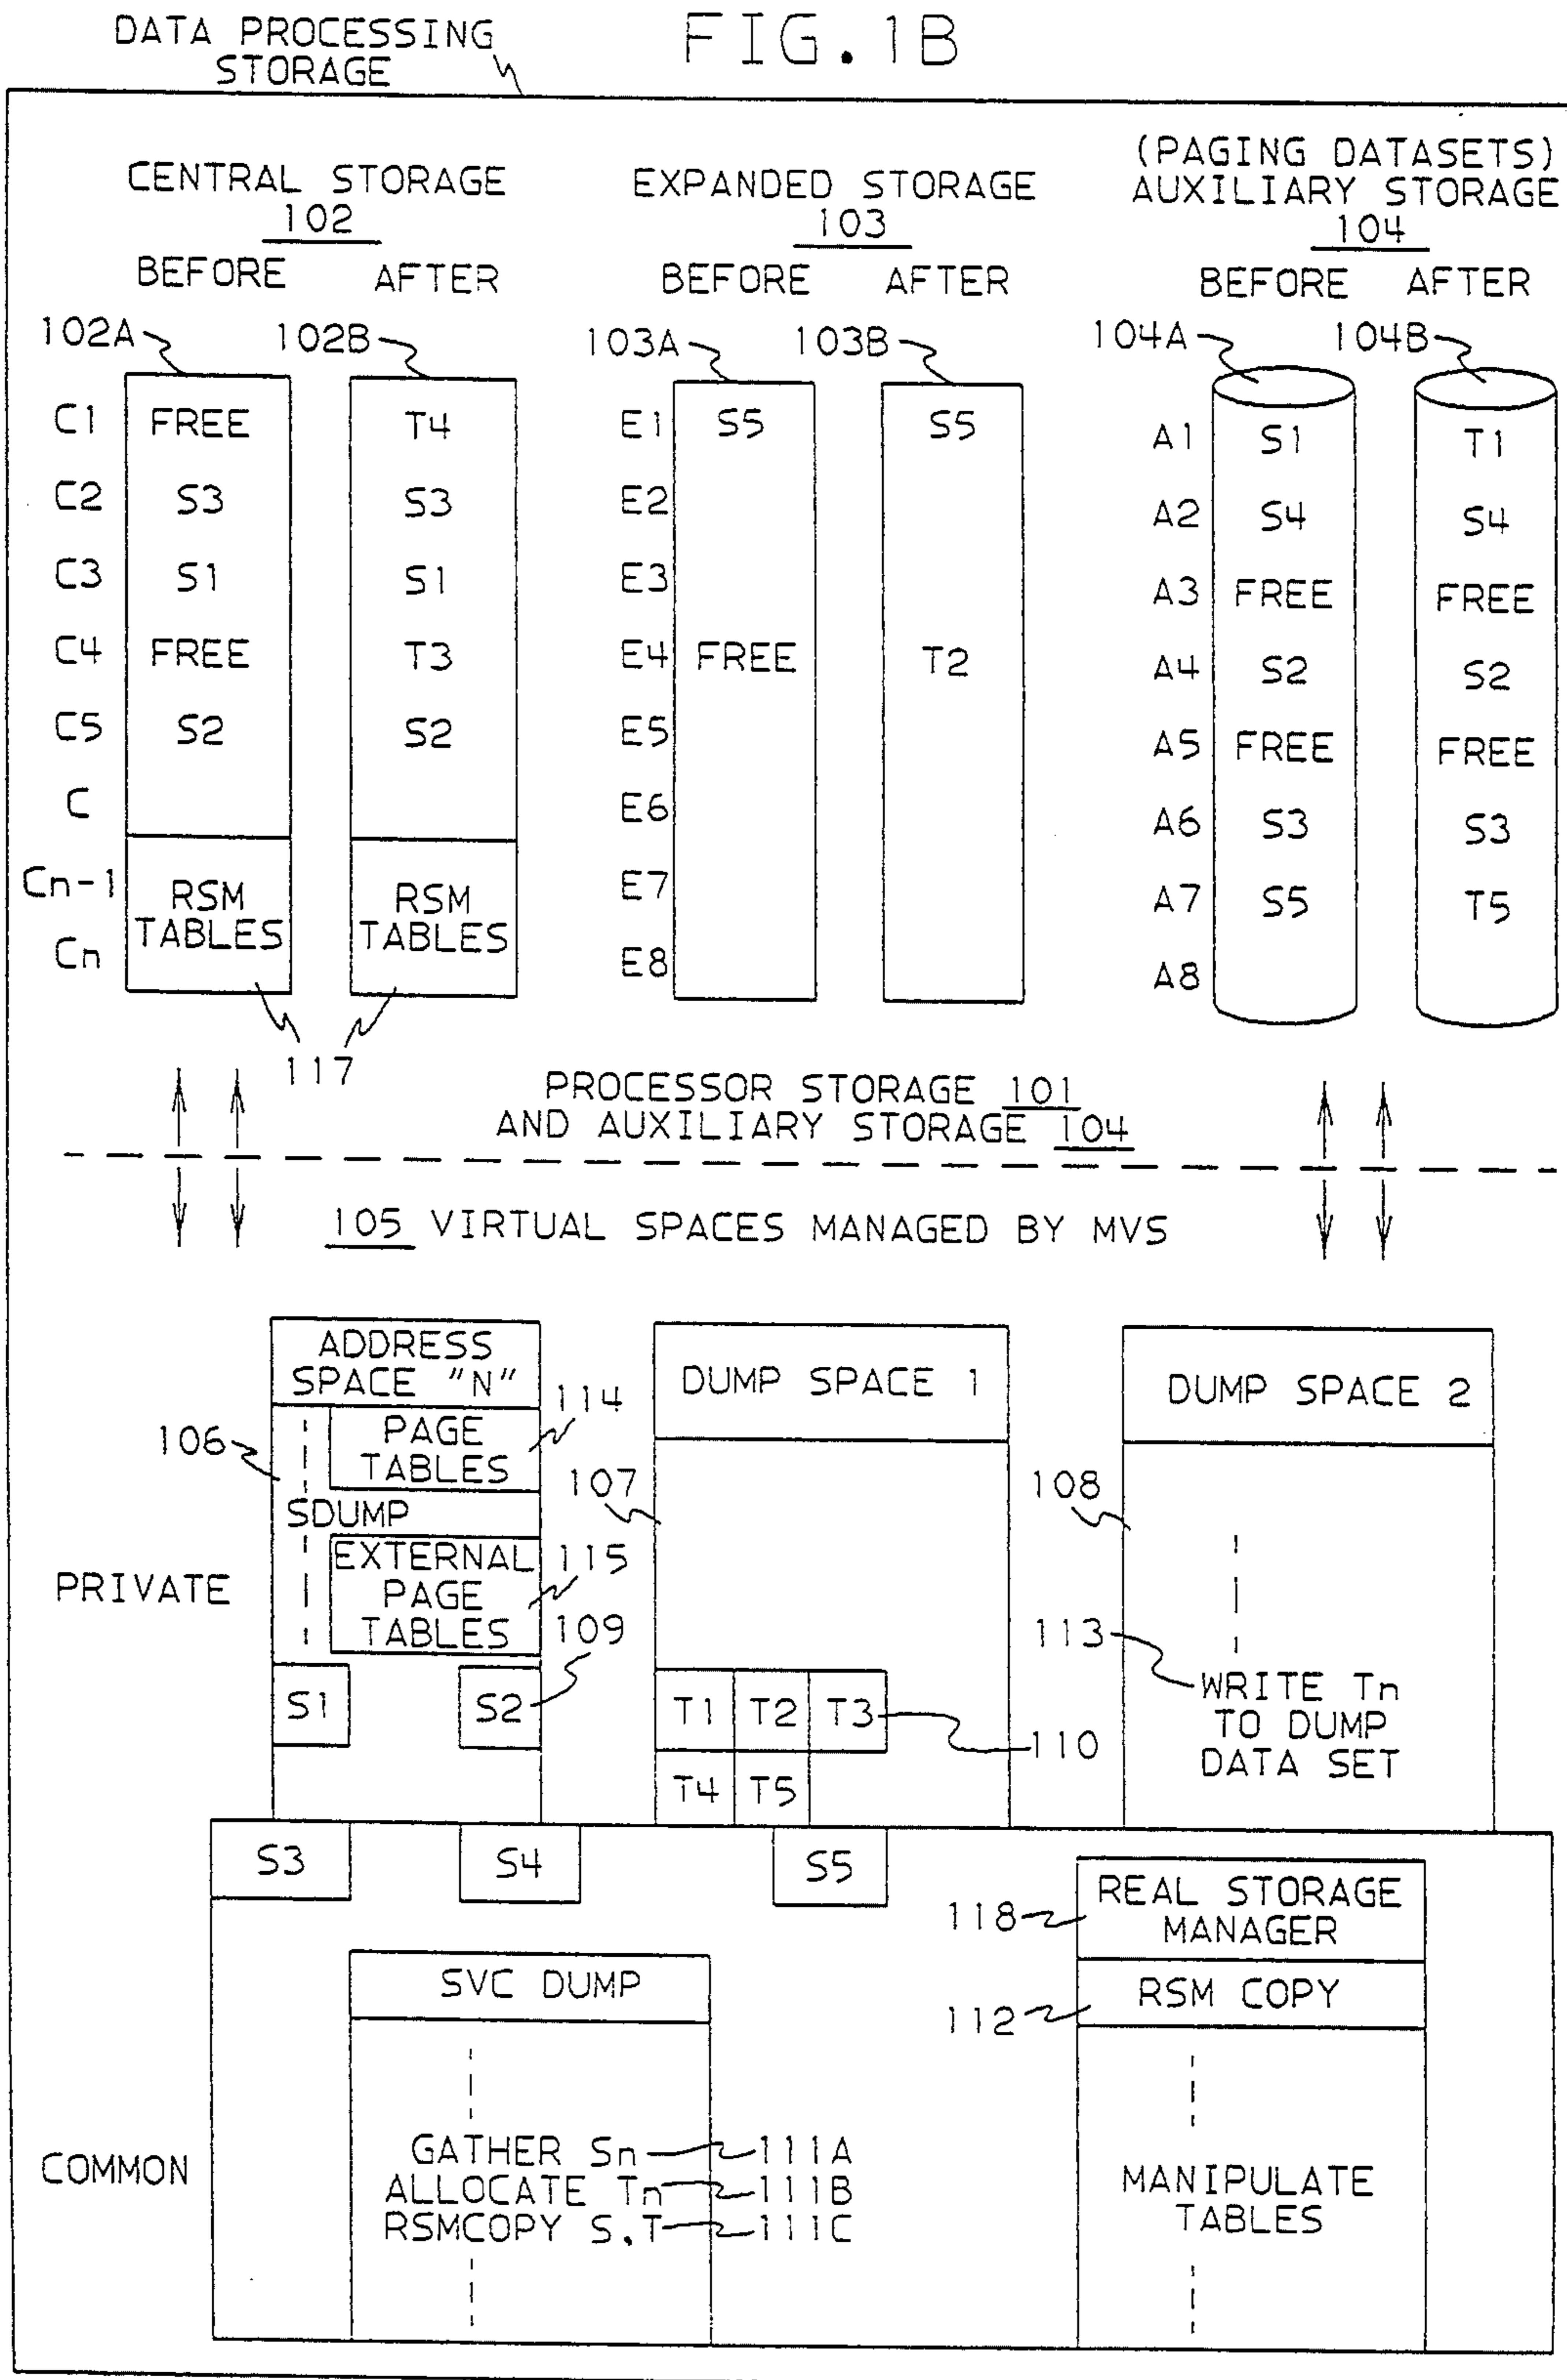 FIG.1B
DATA PROCESSING
STORAGE
CENTRAL STORAGE
102
BEFORE AFTER
EXPANDED STORAGE
103
BEFORE AFTER
(PAGING DATASETS)
AUXILIARY STORAGE
104
BEFORE AFTER
102A 102B 103A 103B 104A 104B
C1 FREE T4 E1 S5 S5 A1 S1 T1
C2 S3 S3 E2 A2 S4 S4
C3 S1 S1 E3 A3 FREE FREE
C4 FREE T3 E4 FREE T2 A4 S2 S2
C5 S2 S2 E5 A5 FREE FREE
C E6 A6 S3 S3
Cn-1 RSM RSM E7 A7 S5 T5
Cn TABLES TABLES E8 A8
117
PROCESSOR STORAGE 101
AND AUXILIARY STORAGE 104
105 VIRTUAL SPACES MANAGED BY MVS
ADDRESS
SPACE "N"
DUMP SPACE 1
DUMP SPACE 2
106
PAGE
TABLES
114
107
108
SDUMP
PRIVATE
EXTERNAL
PAGE
TABLES
115
109
113
S1 S2
T1 T2 T3
110
WRITE Tn
TO DUMP
DATA SET
T4 T5
S3 S4 S5
REAL STORAGE
MANAGER
118
SVC DUMP
RSM COPY
112
COMMON
GATHER Sn 111A
ALLOCATE Tn 111B
RSMCOPY S,T 111C
MANIPULATE
TABLES